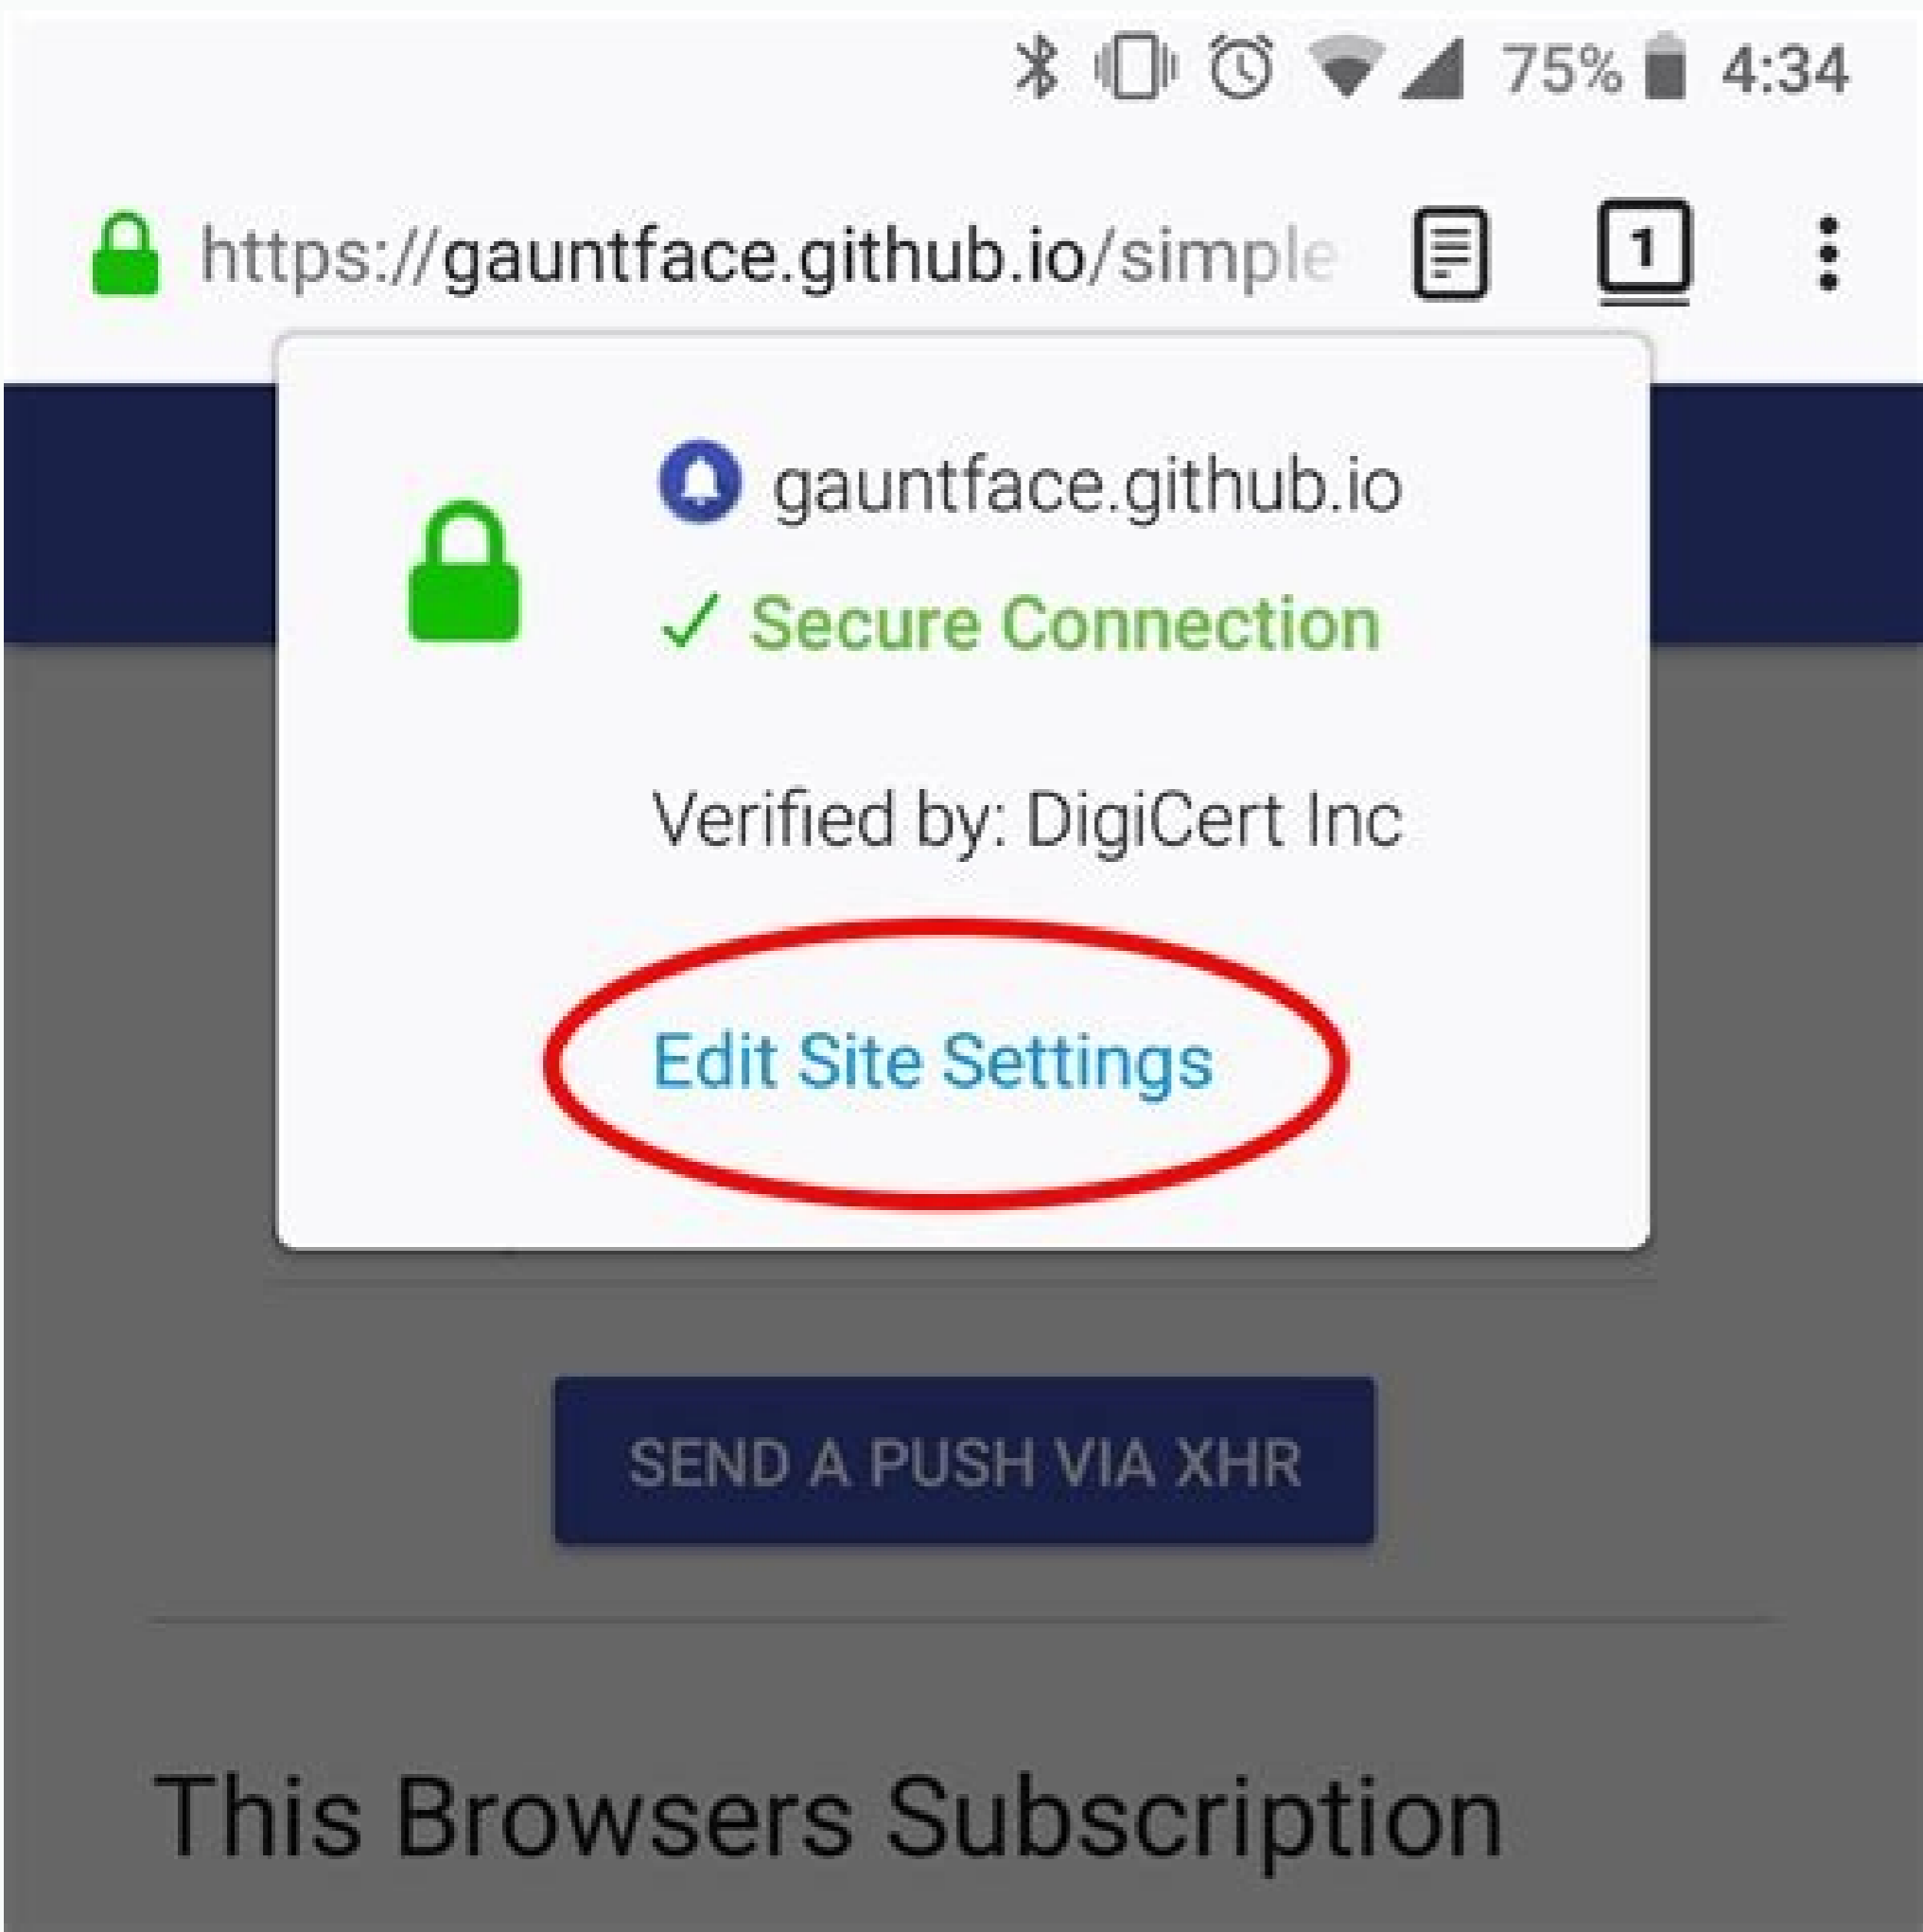 75% 4:34
https://gauntface.github.io/simple
1
gauntface.github.io
Secure Connection
Verified by: DigiCert Inc
Edit Site Settings
SEND A PUSH VIA XHR
This Browsers Subscription